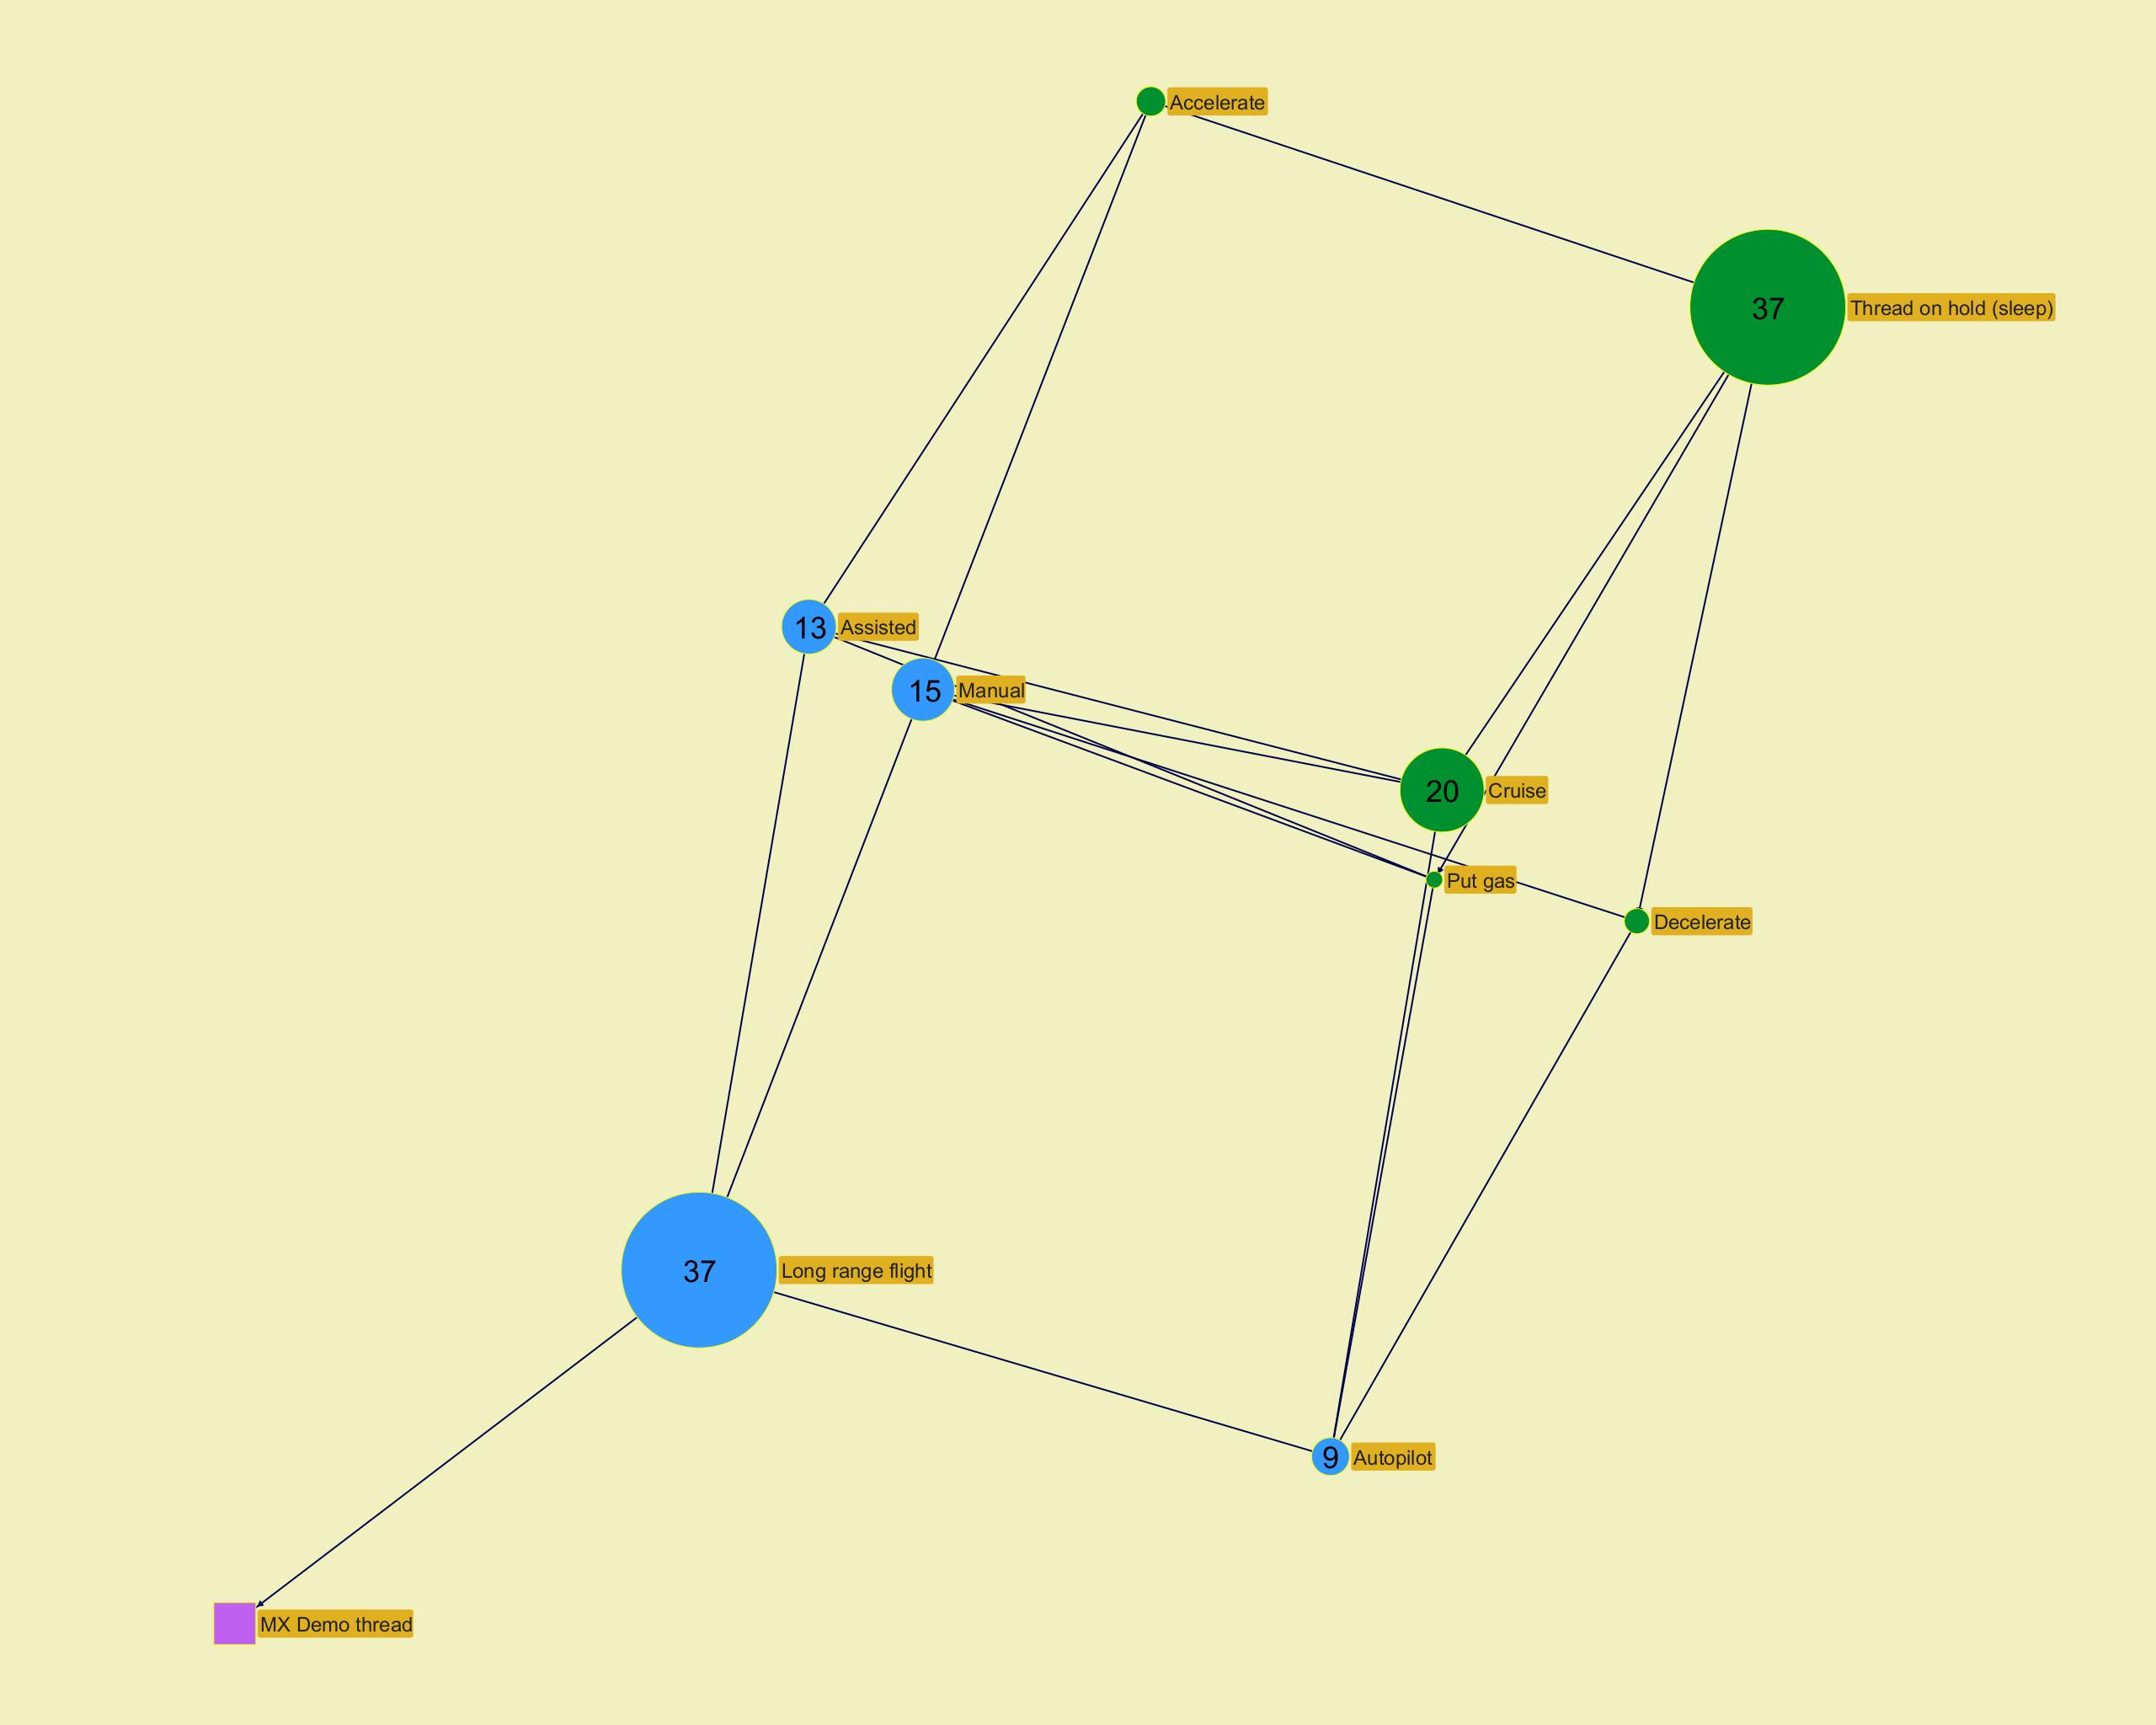 Accelerate
37 Thread on hold (sleep)
13 Assisted
15 Manual
20 Cruise
Put gas
Decelerate
37 Long range flight
9 Autopilot
MX Demo thread